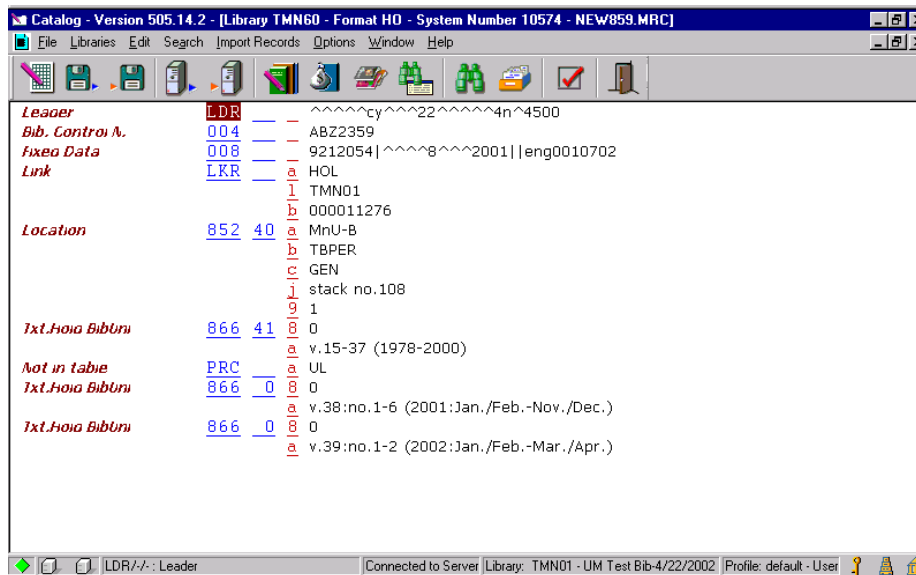 Catalog - Version 505.14.2 - [Library TMN60 - Format HO - System Number 10574 - NEW859.MRC]
File Libraries Edit Search Import Records Options Window Help
Leader LDR ^^^^^cy^^^22^^^^^4n^4500
Bib. Control N. 004 ABZ2359
Fixed Data 008 9212054|^^^^8^^^2001||eng0010702
Link LKR a HOL
l TMN01
b 000011276
Location 852 40 a MnU-B
b TBPER
c GEN
j stack no.108
9 1
Txt.Hold BibUni 866 41 8 0
a v.15-37 (1978-2000)
Not in table PRC a UL
Txt.Hold BibUni 866 0 8 0
a v.38:no.1-6 (2001:Jan./Feb.-Nov./Dec.)
Txt.Hold BibUni 866 0 8 0
a v.39:no.1-2 (2002:Jan./Feb.-Mar./Apr.)
LDR/-/- : Leader Connected to Server Library: TMN01 - UM Test Bib-4/22/2002 Profile: default - User